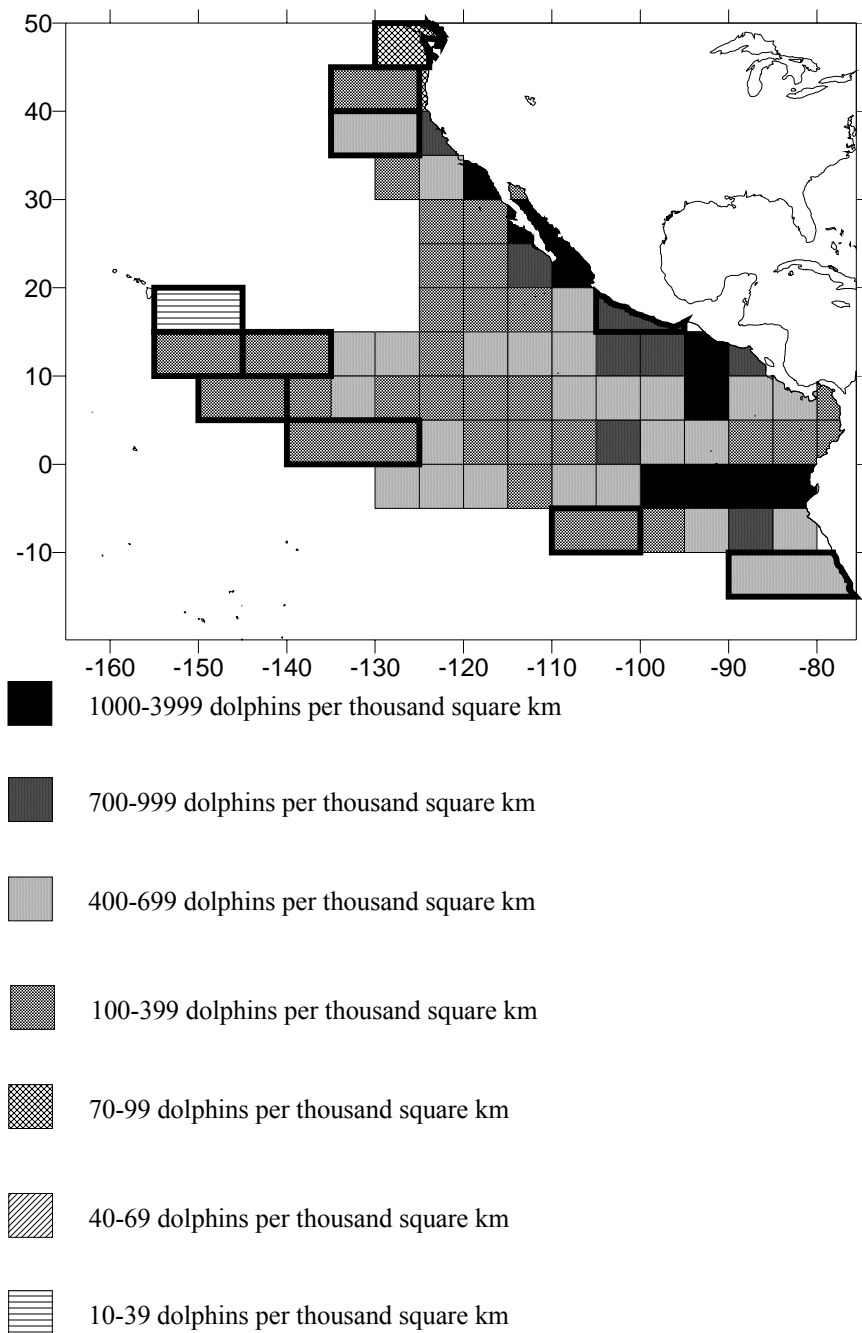 50
40
30
20
10
0
-10
-160 -150 -140 -130 -120 -110 -100 -90 -80
1000-3999 dolphins per thousand square km
700-999 dolphins per thousand square km
400-699 dolphins per thousand square km
100-399 dolphins per thousand square km
70-99 dolphins per thousand square km
40-69 dolphins per thousand square km
10-39 dolphins per thousand square km